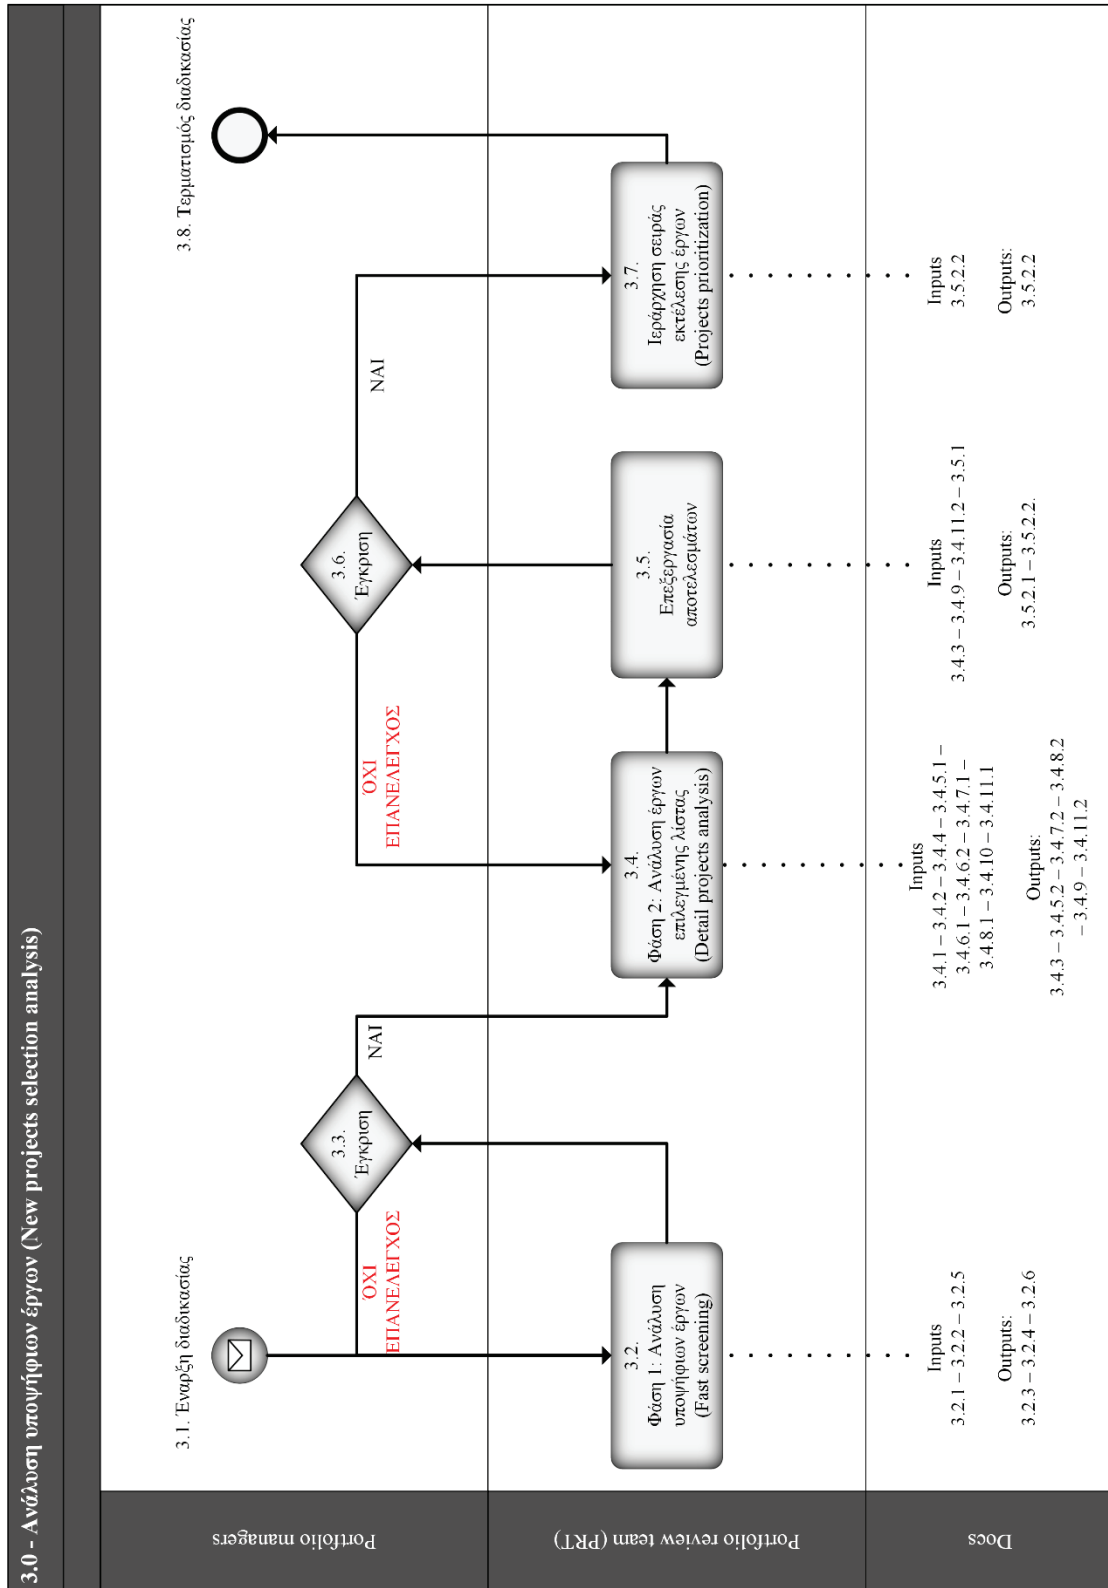 3.0 - Ανάλυση υποψήφιων έργων (New projects selection analysis)
Portfolio managers
3.1. Έναρξη διαδικασίας
ΌΧΙ
ΕΠΑΝΕΛΕΓΧΟΣ
3.3.
Έγκριση
ΝΑΙ
ΌΧΙ
ΕΠΑΝΕΛΕΓΧΟΣ
3.6.
Έγκριση
ΝΑΙ
3.8. Τερματισμός διαδικασίας
Portfolio review team (PRT)
3.2.
Φάση 1: Ανάλυση
υποψήφιων έργων
(Fast screening)
3.4.
Φάση 2: Ανάλυση έργων
επιλεγμένης λίστας
(Detail projects analysis)
3.5.
Επεξεργασία
αποτελεσμάτων
3.7.
Ιεράρχηση σειράς
εκτέλεσης έργων
(Projects prioritization)
Docs
Inputs
3.2.1 – 3.2.2 – 3.2.5
Outputs:
3.2.3 – 3.2.4 – 3.2.6
Inputs
3.4.1 – 3.4.2 – 3.4.4 – 3.4.5.1 –
3.4.6.1 – 3.4.6.2 – 3.4.7.1 –
3.4.8.1 – 3.4.10 – 3.4.11.1
Outputs:
3.4.3 – 3.4.5.2 – 3.4.7.2 – 3.4.8.2
– 3.4.9 – 3.4.11.2
Inputs
3.4.3 – 3.4.9 – 3.4.11.2 – 3.5.1
Outputs:
3.5.2.1 – 3.5.2.2.
Inputs
3.5.2.2
Outputs:
3.5.2.2